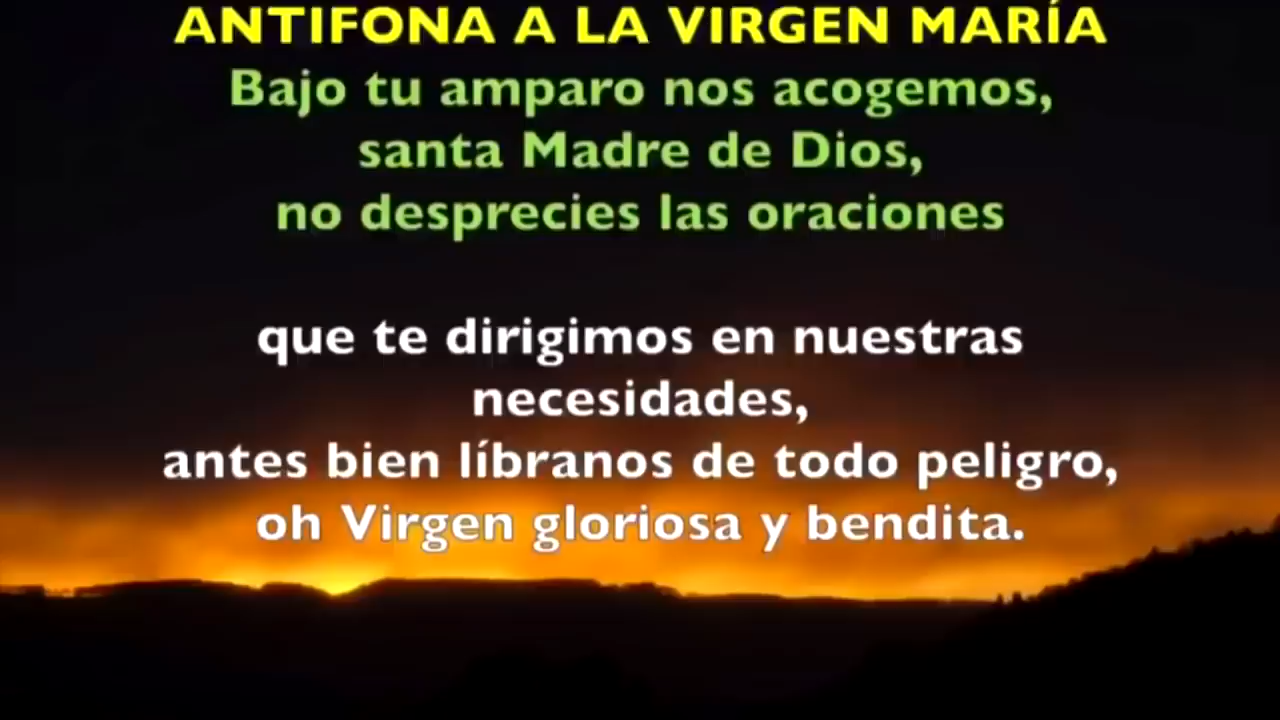 ANTIFONA A LA VIRGEN MARÍA
Bajo tu amparo nos acogemos,
santa Madre de Dios,
no desprecies las oraciones
que te dirigimos en nuestras
necesidades,
antes bien líbranos de todo peligro,
oh Virgen gloriosa y bendita.